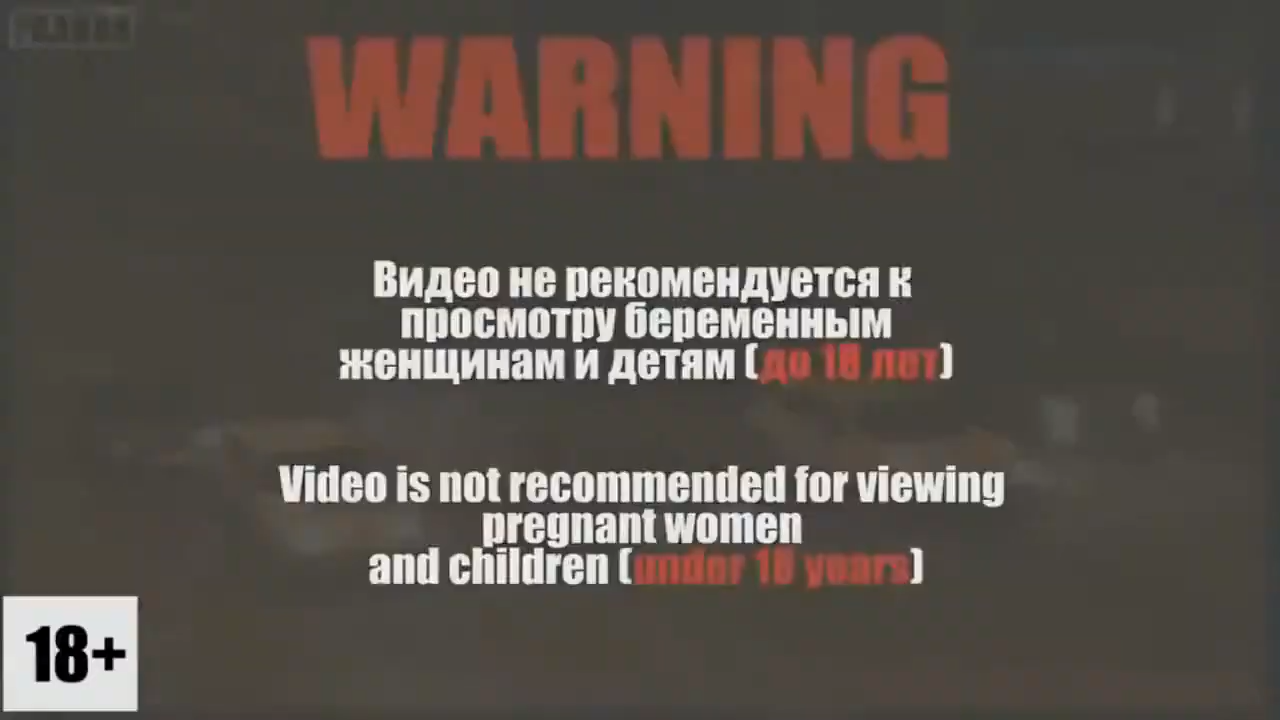 WARNING
Видео не рекомендуется к
просмотру беременным
женщинам и детям (до 18 лет)
Video is not recommended for viewing
pregnant women
and children (under 18 years)
18+